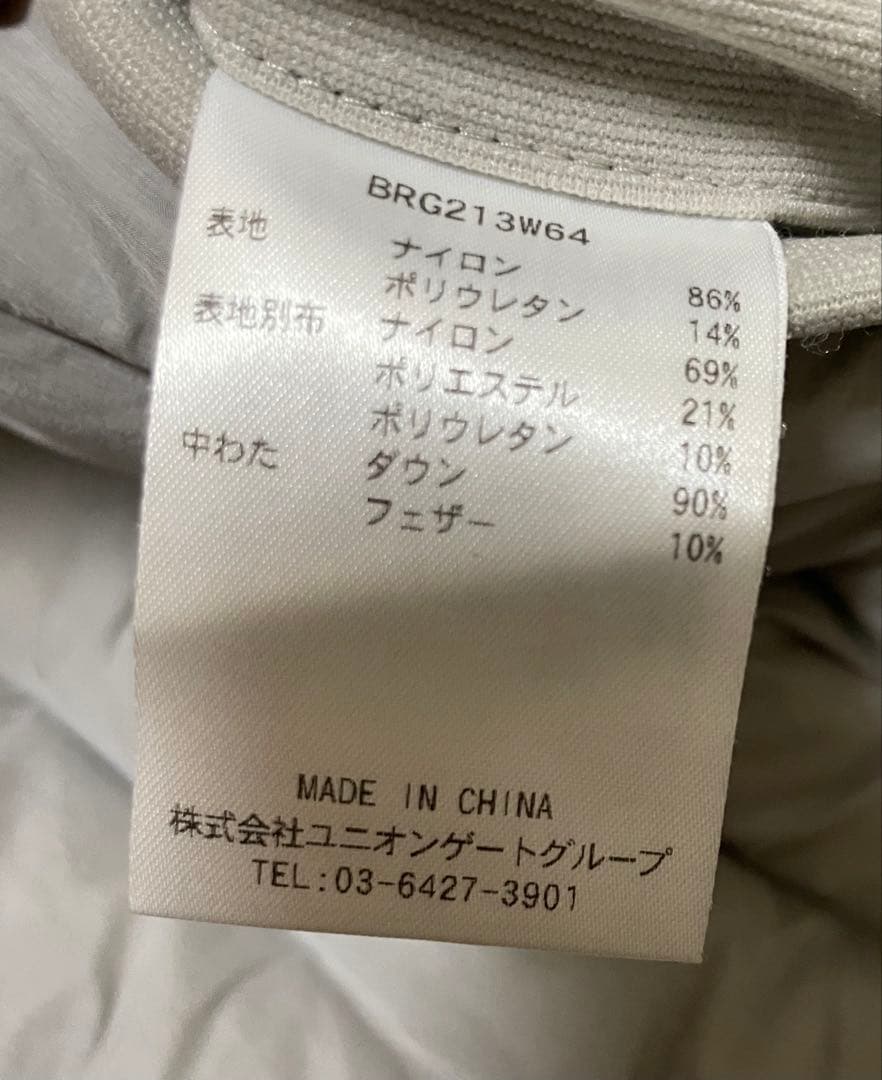 BRG213W64
表地 ナイロン 86%
ポリウレタン 14%
表地別布 ナイロン 69%
ポリエステル 21%
ポリウレタン 10%
中わた ダウン 90%
フェザー 10%
MADE IN CHINA
株式会社ユニオンゲートグループ
TEL:03-6427-3901